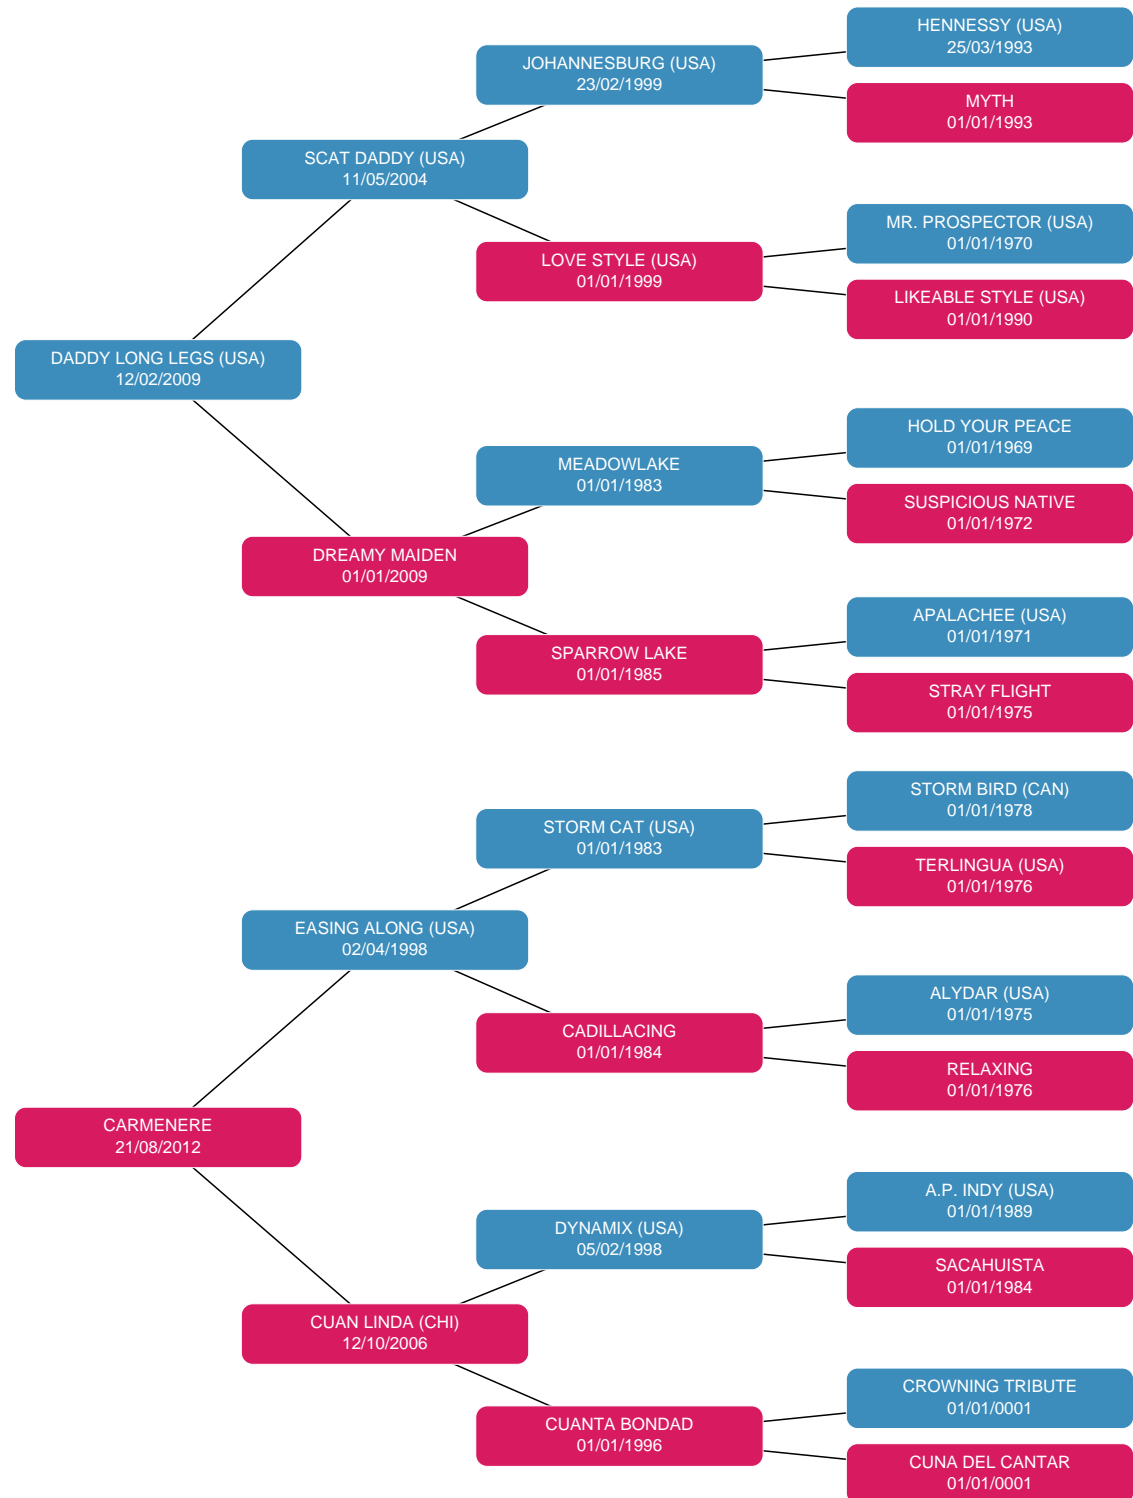 HENNESSY (USA)
25/03/1993
JOHANNESBURG (USA)
23/02/1999
MYTH
01/01/1993
SCAT DADDY (USA)
11/05/2004
MR. PROSPECTOR (USA)
01/01/1970
LOVE STYLE (USA)
01/01/1999
LIKEABLE STYLE (USA)
01/01/1990
DADDY LONG LEGS (USA)
12/02/2009
HOLD YOUR PEACE
01/01/1969
MEADOWLAKE
01/01/1983
SUSPICIOUS NATIVE
01/01/1972
DREAMY MAIDEN
01/01/2009
APALACHEE (USA)
01/01/1971
SPARROW LAKE
01/01/1985
STRAY FLIGHT
01/01/1975
STORM BIRD (CAN)
01/01/1978
STORM CAT (USA)
01/01/1983
TERLINGUA (USA)
01/01/1976
EASING ALONG (USA)
02/04/1998
ALYDAR (USA)
01/01/1975
CADILLACING
01/01/1984
RELAXING
01/01/1976
CARMENERE
21/08/2012
A.P. INDY (USA)
01/01/1989
DYNAMIX (USA)
05/02/1998
SACAHUISTA
01/01/1984
CUAN LINDA (CHI)
12/10/2006
CROWNING TRIBUTE
01/01/0001
CUANTA BONDAD
01/01/1996
CUNA DEL CANTAR
01/01/0001